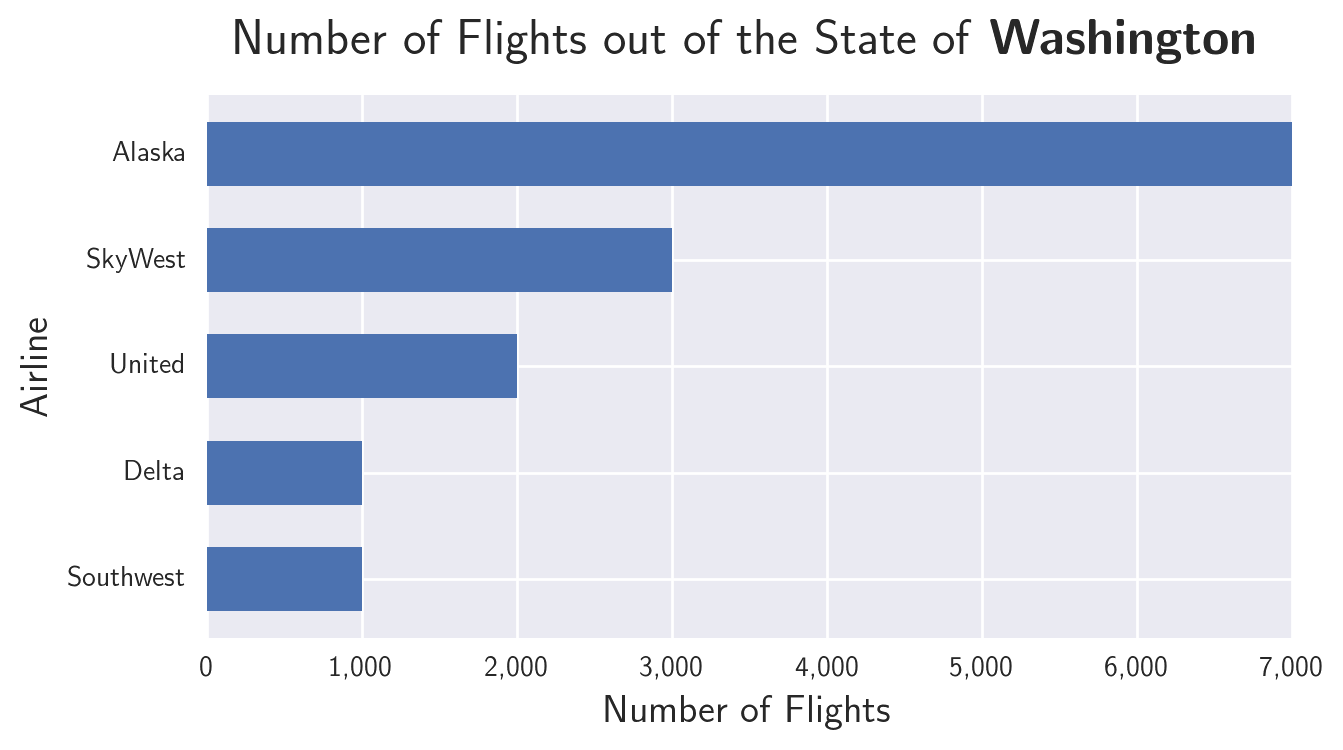 Number of Flights out of the State of Washington
Alaska
SkyWest
United
Delta
Southwest
Airline
0 1,000 2,000 3,000 4,000 5,000 6,000 7,000
Number of Flights